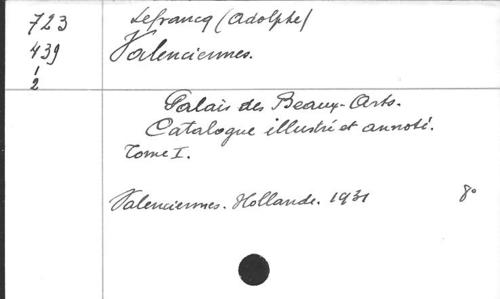 723
439
1
2
Lefrancq (Adolphe)
Valenciennes.
Palais des Beaux-Arts.
Catalogue illustré et annoté.
Tome I.
Valenciennes. Hollande. 1931 8°